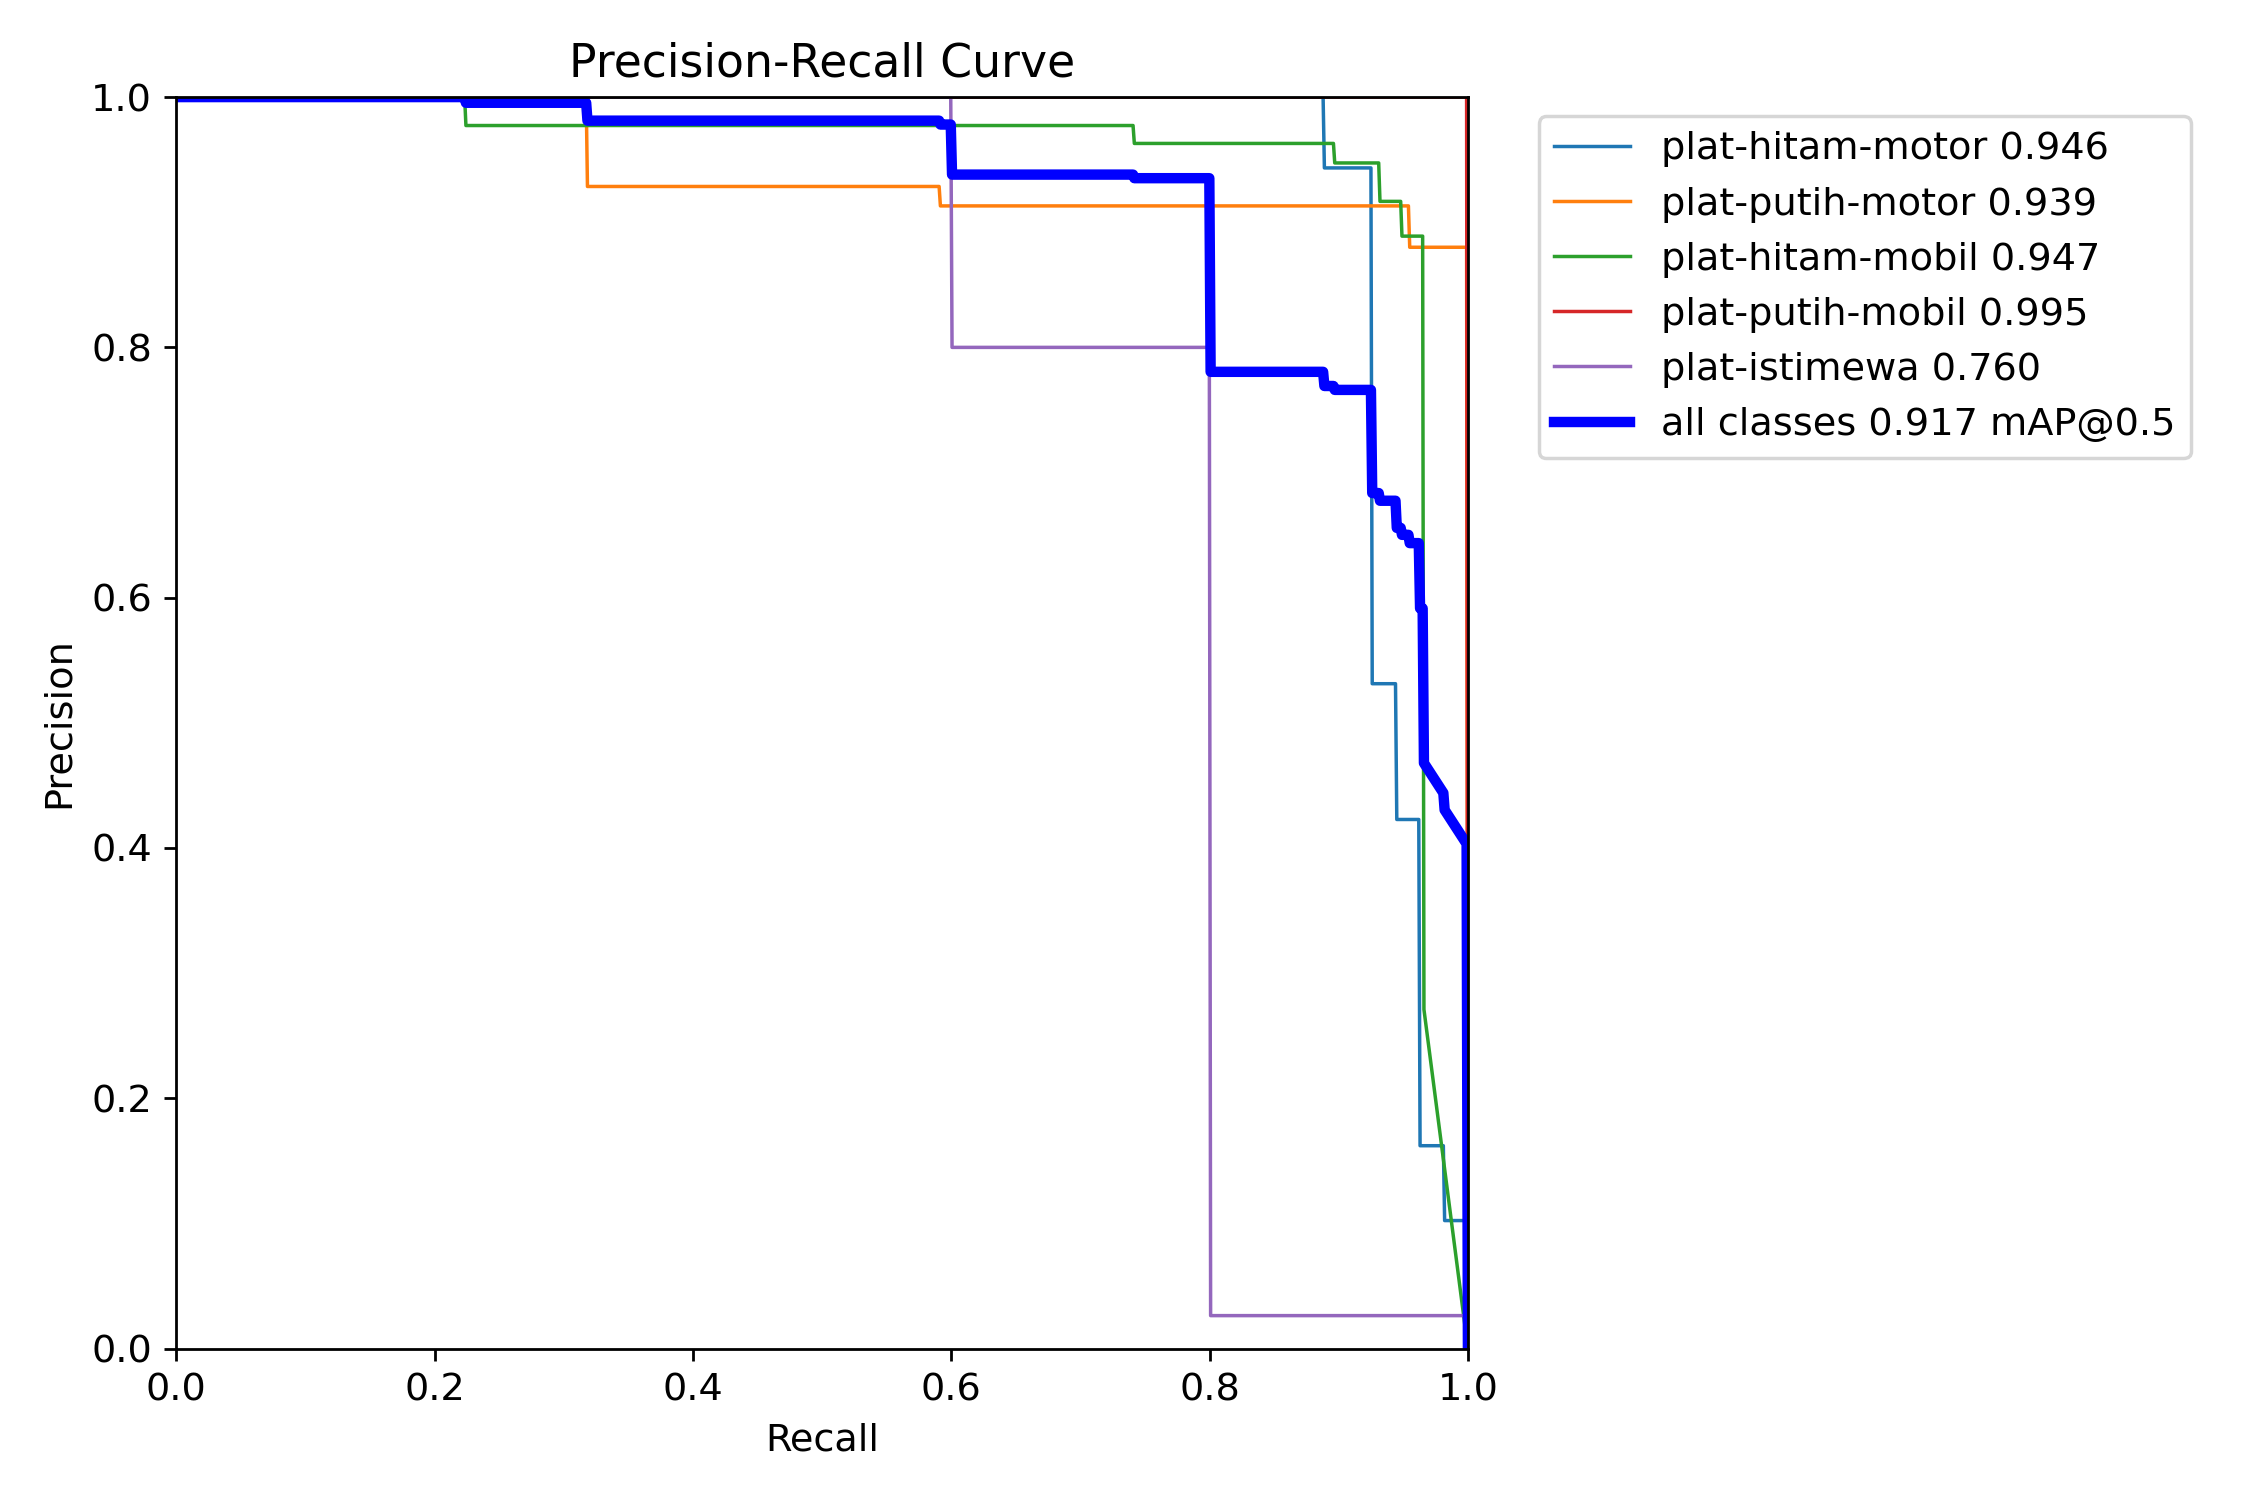 Precision-Recall Curve
1.0
0.8
0.6
0.4
0.2
0.0
Precision
0.0 0.2 0.4 0.6 0.8 1.0
Recall
plat-hitam-motor 0.946
plat-putih-motor 0.939
plat-hitam-mobil 0.947
plat-putih-mobil 0.995
plat-istimewa 0.760
all classes 0.917 mAP@0.5